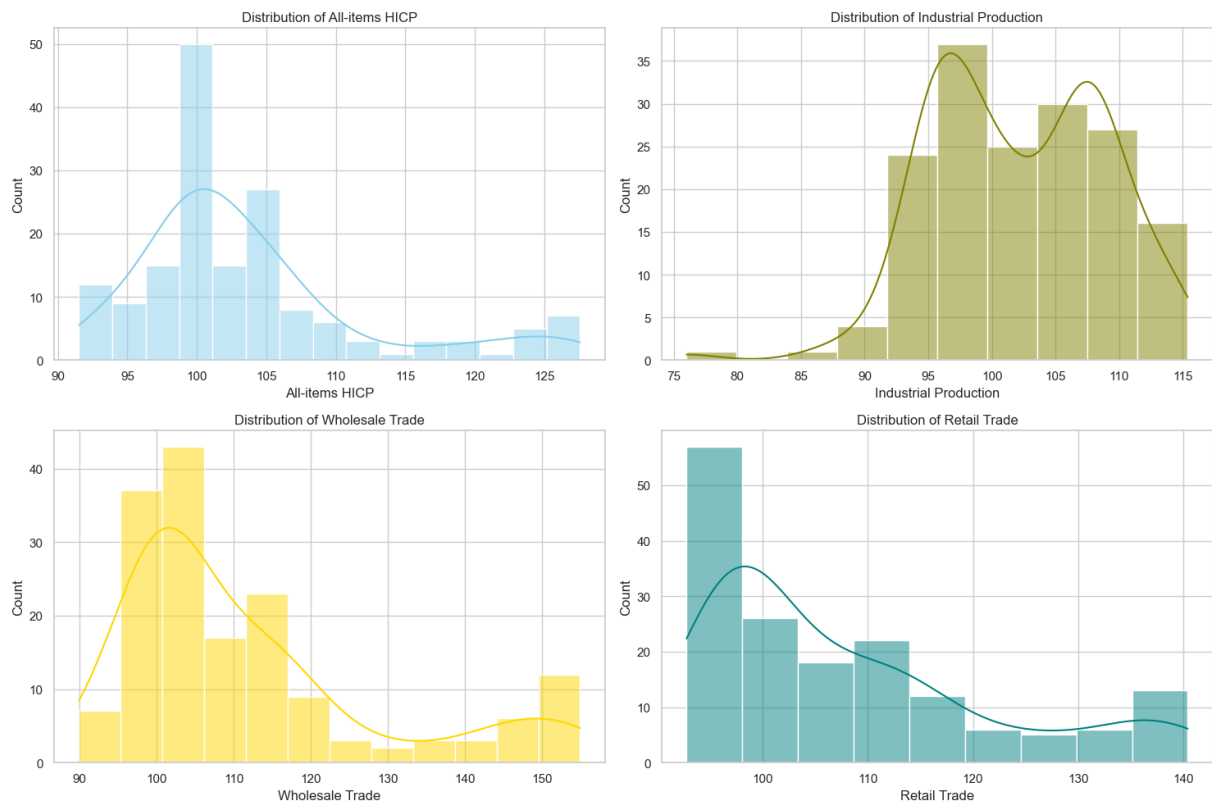 Distribution of All-items HICP
50
40
30
20
10
0
Count
90 95 100 105 110 115 120 125
All-items HICP
Distribution of Industrial Production
35
30
25
20
15
10
5
0
Count
75 80 85 90 95 100 105 110 115
Industrial Production
Distribution of Wholesale Trade
40
30
20
10
0
Count
90 100 110 120 130 140 150
Wholesale Trade
Distribution of Retail Trade
50
40
30
20
10
0
Count
100 110 120 130 140
Retail Trade